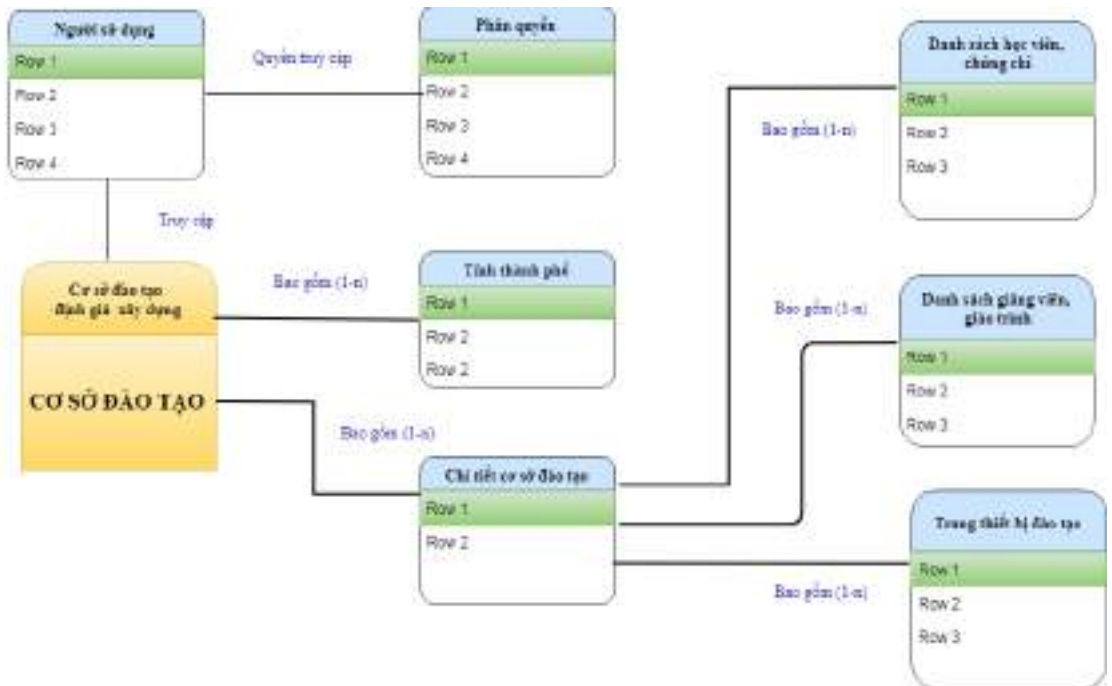 Người sử dụng
Row 1
Row 2
Row 3
Row 4
Quyền truy cập
Phân quyền
Row 1
Row 2
Row 3
Row 4
Truy cập
Cơ sở đào tạo
định giá xây dựng
CƠ SỞ ĐÀO TẠO
Bao gồm (1-n)
Tỉnh thành phố
Row 1
Row 2
Row 2
Bao gồm (1-n)
Chi tiết cơ sở đào tạo
Row 1
Row 2
Bao gồm (1-n)
Danh sách học viên,
chứng chỉ
Row 1
Row 2
Row 3
Bao gồm (1-n)
Danh sách giảng viên,
giáo trình
Row 1
Row 2
Row 3
Bao gồm (1-n)
Trang thiết bị đào tạo
Row 1
Row 2
Row 3